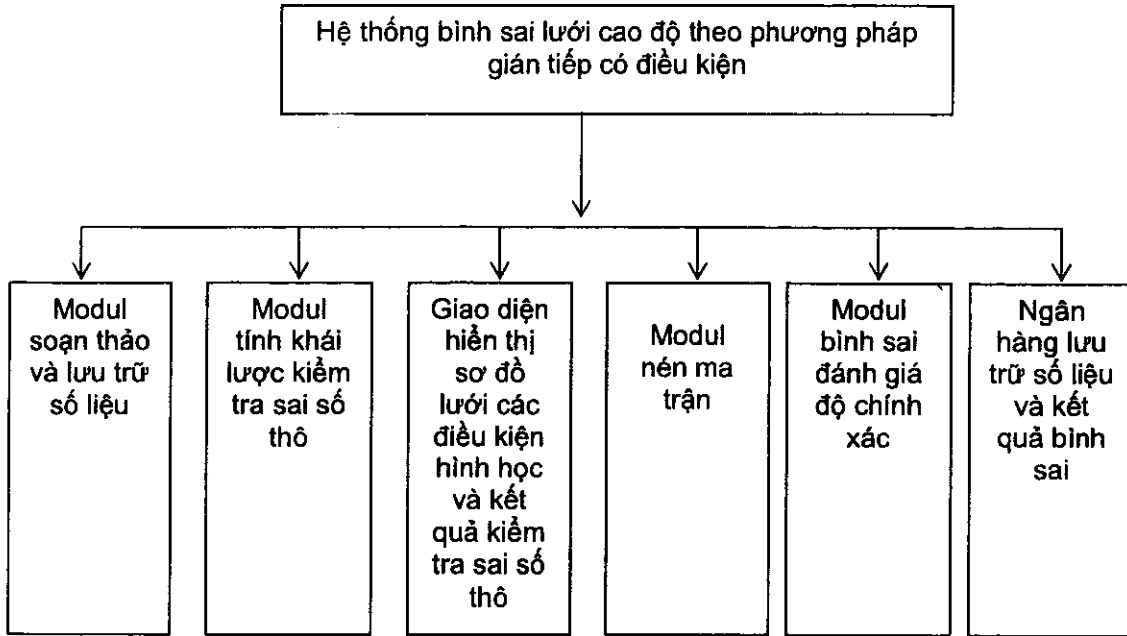 Hệ thống bình sai lưới cao độ theo phương pháp
gián tiếp có điều kiện
Modul
soạn thảo
và lưu trữ
số liệu
Modul
tính khái
lược kiểm
tra sai số
thô
Giao diện
hiển thị
sơ đồ
lưới các
điều kiện
hình học
và kết
quả kiểm
tra sai số
thô
Modul
nén ma
trận
Modul
bình sai
đánh giá
độ chính
xác
Ngân
hàng lưu
trữ số liệu
và kết
quả bình
sai